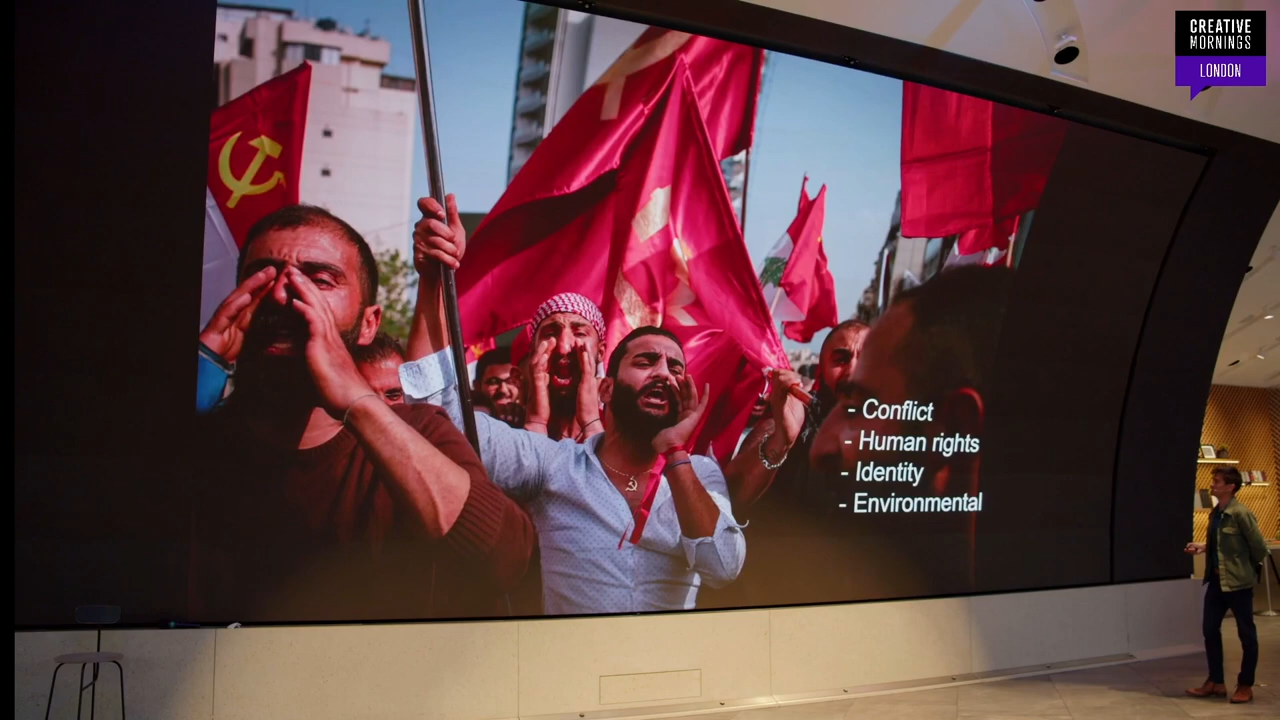 CREATIVE
MORNINGS
LONDON
- Conflict
- Human rights
- Identity
- Environmental